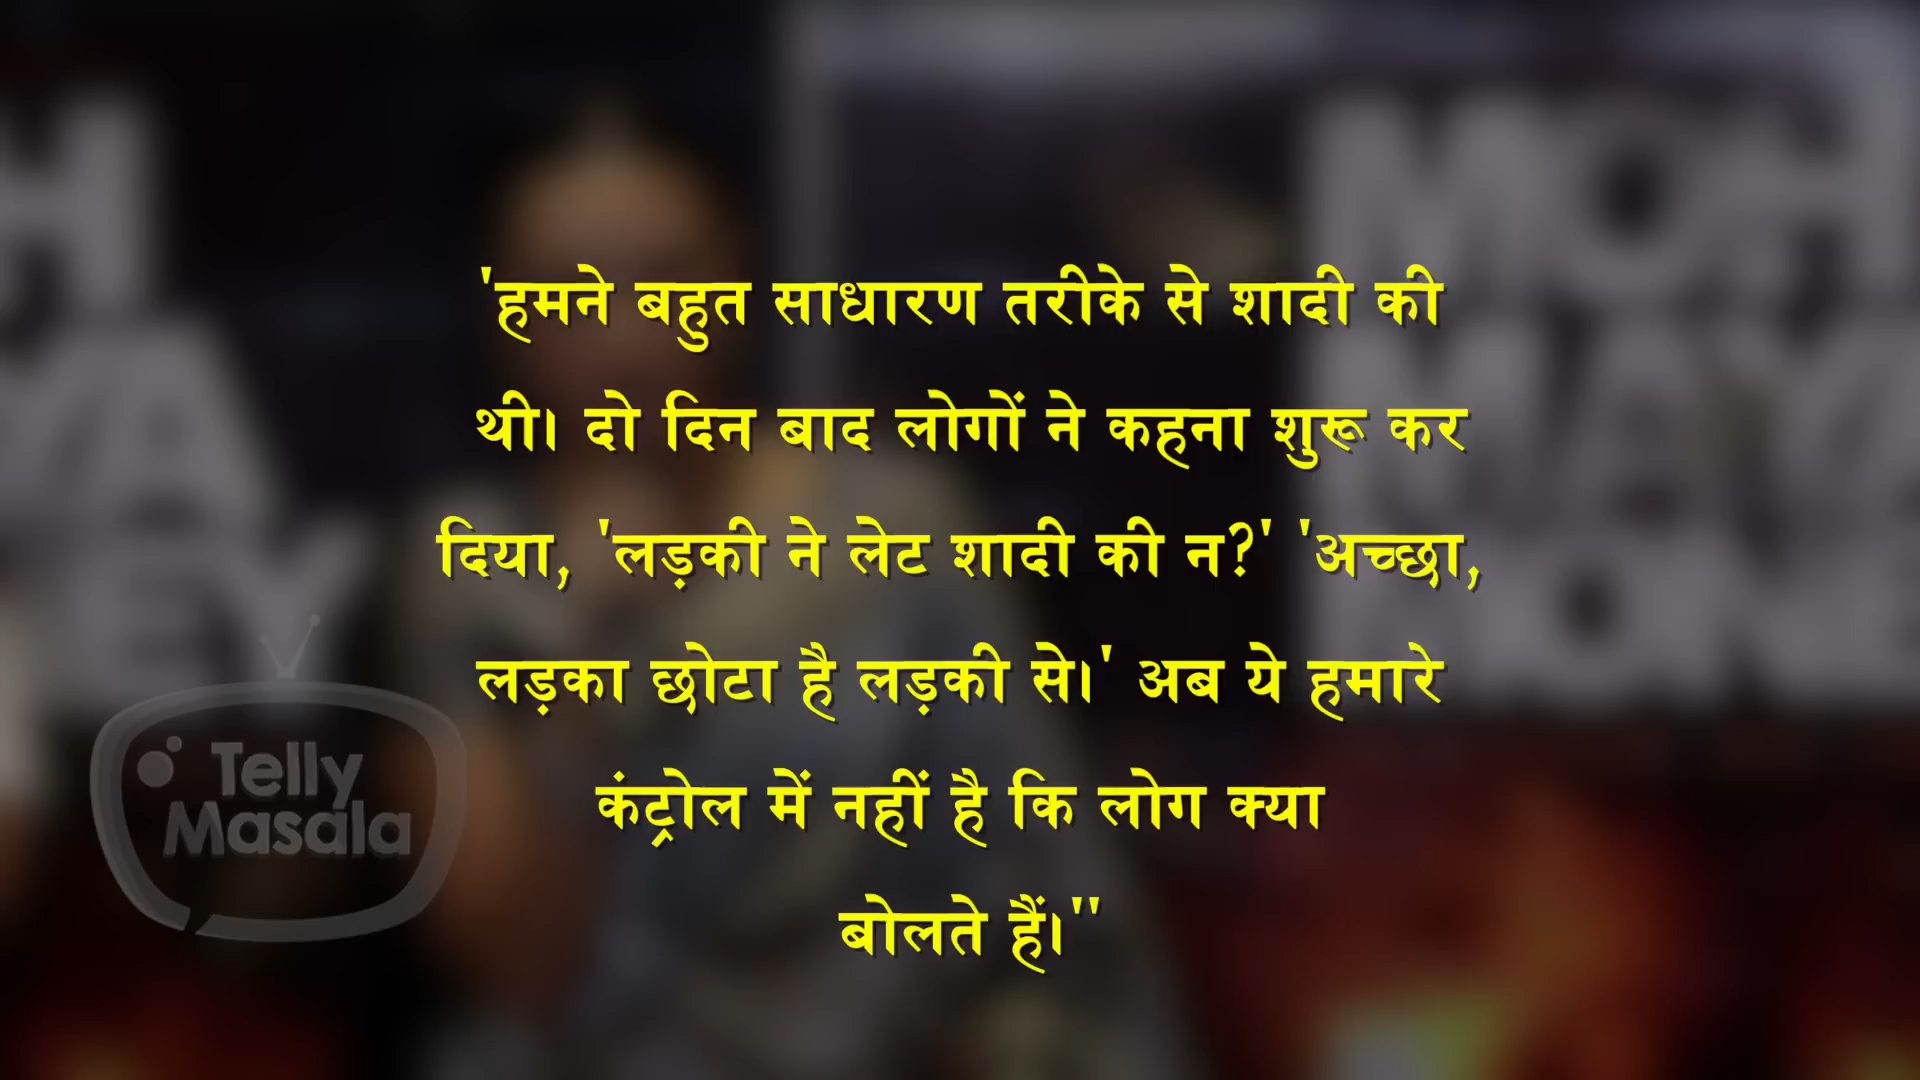 'हमने बहुत साधारण तरीके से शादी की
थी। दो दिन बाद लोगों ने कहना शुरू कर
दिया, 'लड़की ने लेट शादी की न?' 'अच्छा,
लड़का छोटा है लड़की से।' अब ये हमारे
कंट्रोल में नहीं है कि लोग क्या
बोलते हैं।''
Telly
Masala